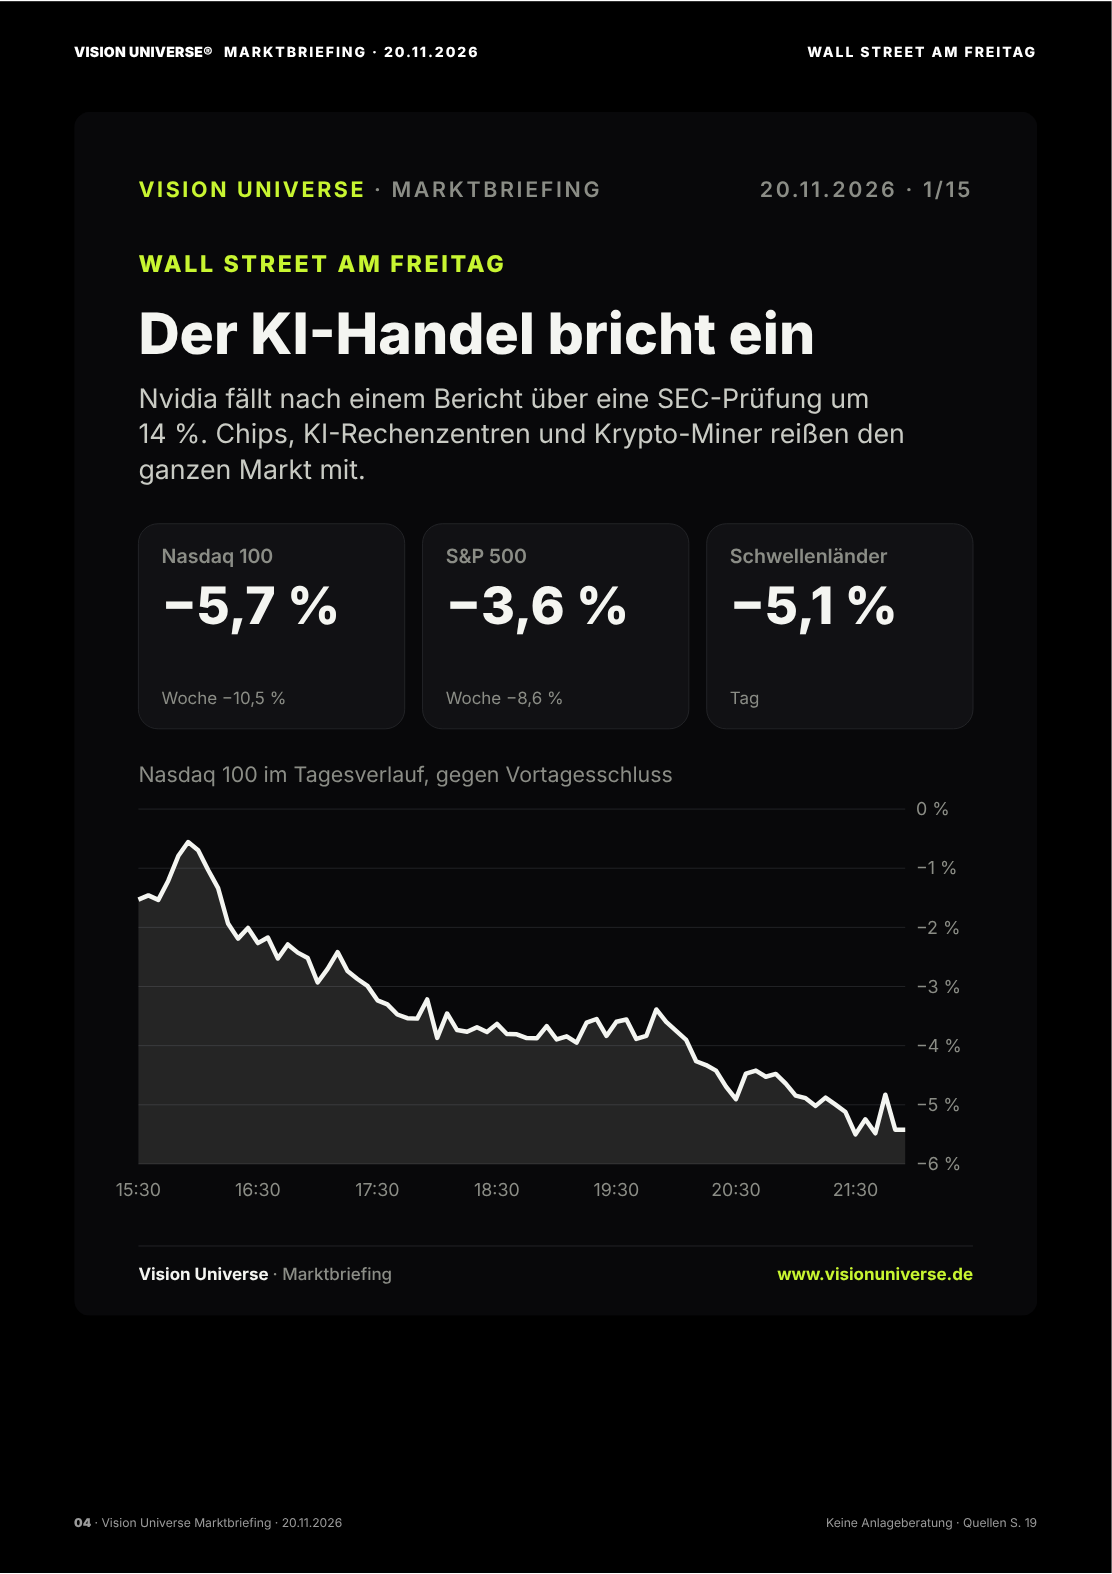 VISION UNIVERSE® MARKTBRIEFING · 20.11.2026
WALL STREET AM FREITAG
VISION UNIVERSE · MARKTBRIEFING
20.11.2026 · 1/15
WALL STREET AM FREITAG
Der KI-Handel bricht ein
Nvidia fällt nach einem Bericht über eine SEC-Prüfung um
14 %. Chips, KI-Rechenzentren und Krypto-Miner reißen den
ganzen Markt mit.
Nasdaq 100
−5,7 %
Woche −10,5 %
S&P 500
−3,6 %
Woche −8,6 %
Schwellenländer
−5,1 %
Tag
Nasdaq 100 im Tagesverlauf, gegen Vortagesschluss
0 %
−1 %
−2 %
−3 %
−4 %
−5 %
−6 %
15:30 16:30 17:30 18:30 19:30 20:30 21:30
Vision Universe · Marktbriefing
www.visionuniverse.de
04 · Vision Universe Marktbriefing · 20.11.2026
Keine Anlageberatung · Quellen S. 19